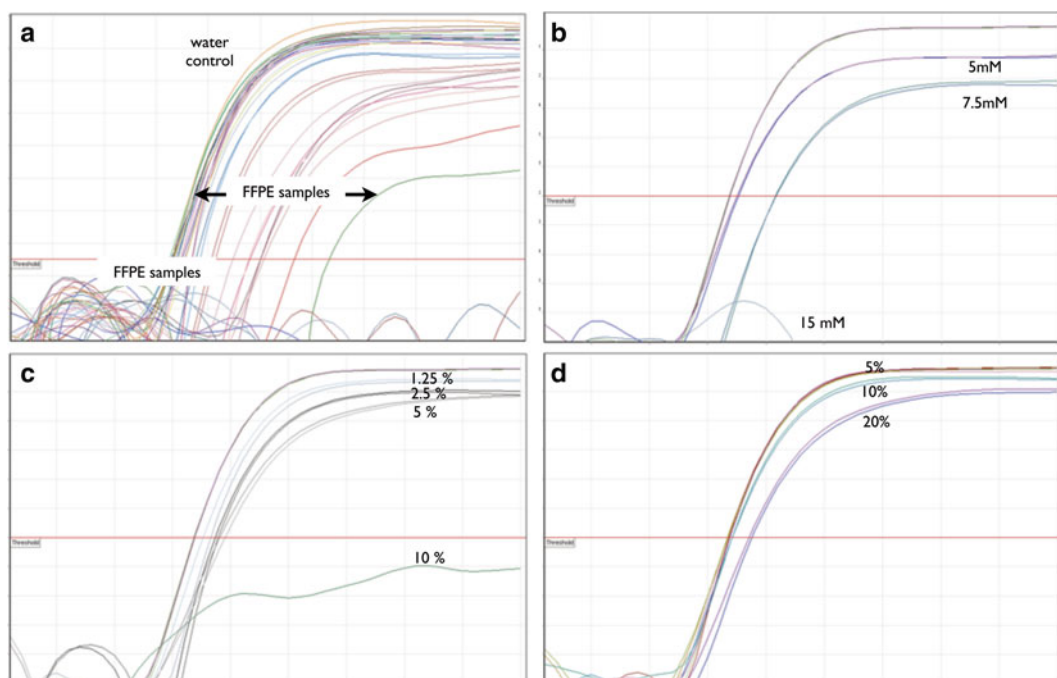 a
water
control
FFPE samples
Threshold
FFPE samples
b
5mM
7.5mM
Threshold
15 mM
c
1.25 %
2.5 %
5 %
Threshold
10 %
d
5%
10%
20%
Threshold